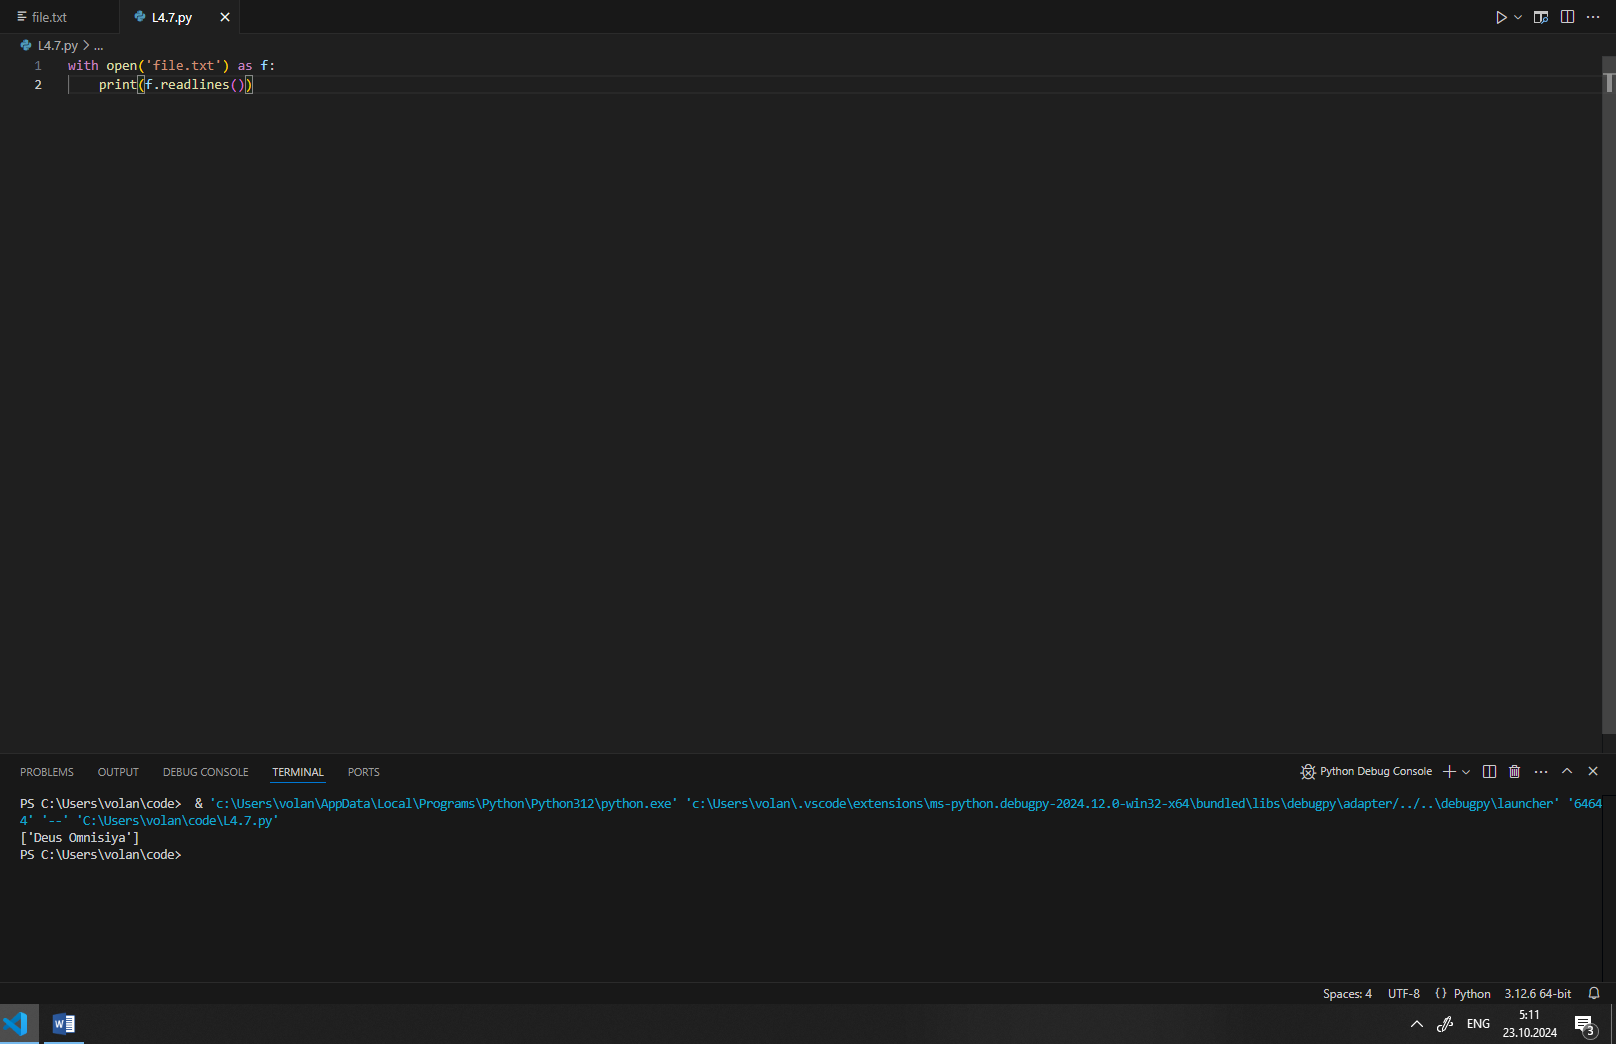 file.txt
L4.7.py
L4.7.py > ...
1 with open('file.txt') as f:
2 print(f.readlines())
PROBLEMS OUTPUT DEBUG CONSOLE TERMINAL PORTS
Python Debug Console
PS C:\Users\volan\code>  & 'c:\Users\volan\AppData\Local\Programs\Python\Python312\python.exe' 'c:\Users\volan\.vscode\extensions\ms-python.debugpy-2024.12.0-win32-x64\bundled\libs\debugpy\adapter/../..\debugpy\launcher' '6464
4' '--' 'C:\Users\volan\code\L4.7.py'
['Deus Omnisiya']
PS C:\Users\volan\code>
Spaces: 4 UTF-8 {} Python 3.12.6 64-bit
W
ENG
5:11
23.10.2024
3